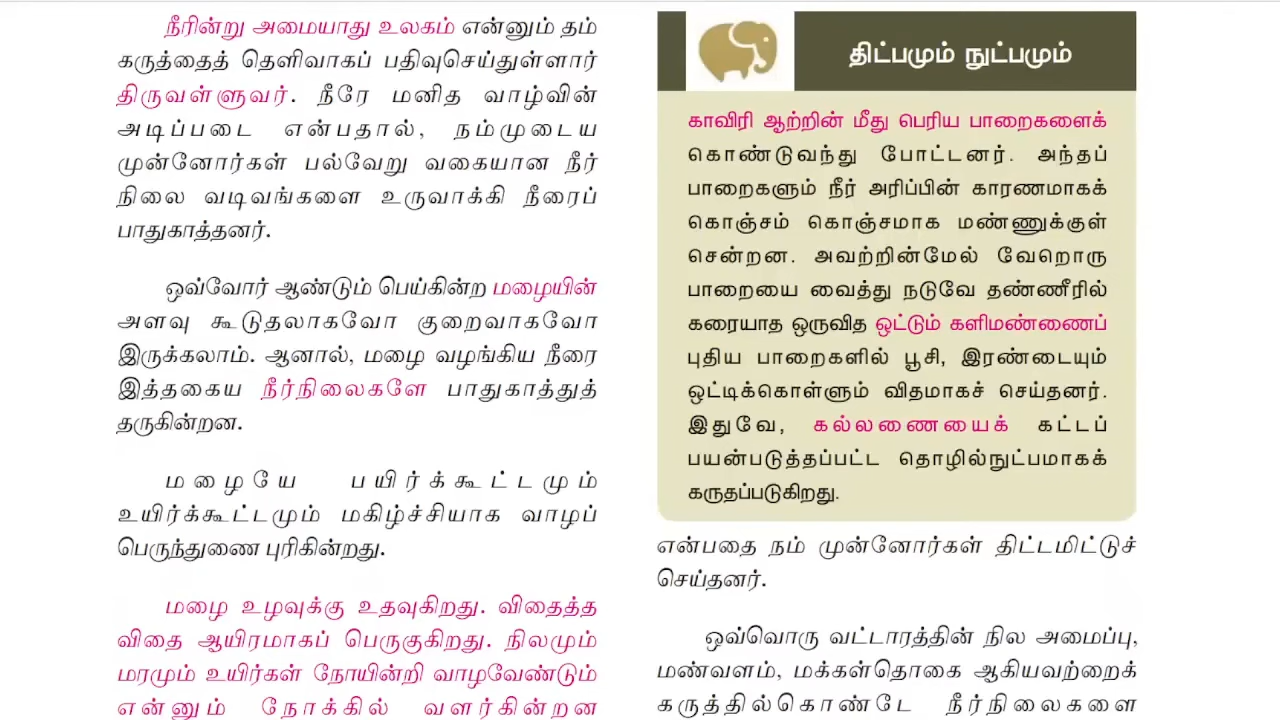 நீரின்று அமையாது உலகம் என்னும் தம்
கருத்தைத் தெளிவாகப் பதிவுசெய்துள்ளார்
திருவள்ளுவர். நீரே மனித வாழ்வின்
அடிப்படை என்பதால், நம்முடைய
முன்னோர்கள் பல்வேறு வகையான நீர்
நிலை வடிவங்களை உருவாக்கி நீரைப்
பாதுகாத்தனர்.
ஒவ்வோர் ஆண்டும் பெய்கின்ற மழையின்
அளவு கூடுதலாகவோ குறைவாகவோ
இருக்கலாம். ஆனால், மழை வழங்கிய நீரை
இத்தகைய நீர்நிலைகளே பாதுகாத்துத்
தருகின்றன.
மழையே பயிர்க்கூட்டமும்
உயிர்க்கூட்டமும் மகிழ்ச்சியாக வாழப்
பெருந்துணை புரிகின்றது.
மழை உழவுக்கு உதவுகிறது. விதைத்த
விதை ஆயிரமாகப் பெருகுகிறது. நிலமும்
மரமும் உயிர்கள் நோயின்றி வாழவேண்டும்
என்னும் நோக்கில் வளர்கின்றன
திட்பமும் நுட்பமும்
காவிரி ஆற்றின் மீது பெரிய பாறைகளைக்
கொண்டுவந்து போட்டனர். அந்தப்
பாறைகளும் நீர் அரிப்பின் காரணமாகக்
கொஞ்சம் கொஞ்சமாக மண்ணுக்குள்
சென்றன. அவற்றின்மேல் வேறொரு
பாறையை வைத்து நடுவே தண்ணீரில்
கரையாத ஒருவித ஒட்டும் களிமண்ணைப்
புதிய பாறைகளில் பூசி, இரண்டையும்
ஒட்டிக்கொள்ளும் விதமாகச் செய்தனர்.
இதுவே, கல்லணையைக் கட்டப்
பயன்படுத்தப்பட்ட தொழில்நுட்பமாகக்
கருதப்படுகிறது.
என்பதை நம் முன்னோர்கள் திட்டமிட்டுச்
செய்தனர்.
ஒவ்வொரு வட்டாரத்தின் நில அமைப்பு,
மண்வளம், மக்கள்தொகை ஆகியவற்றைக்
கருத்தில்கொண்டே நீர்நிலைகளை